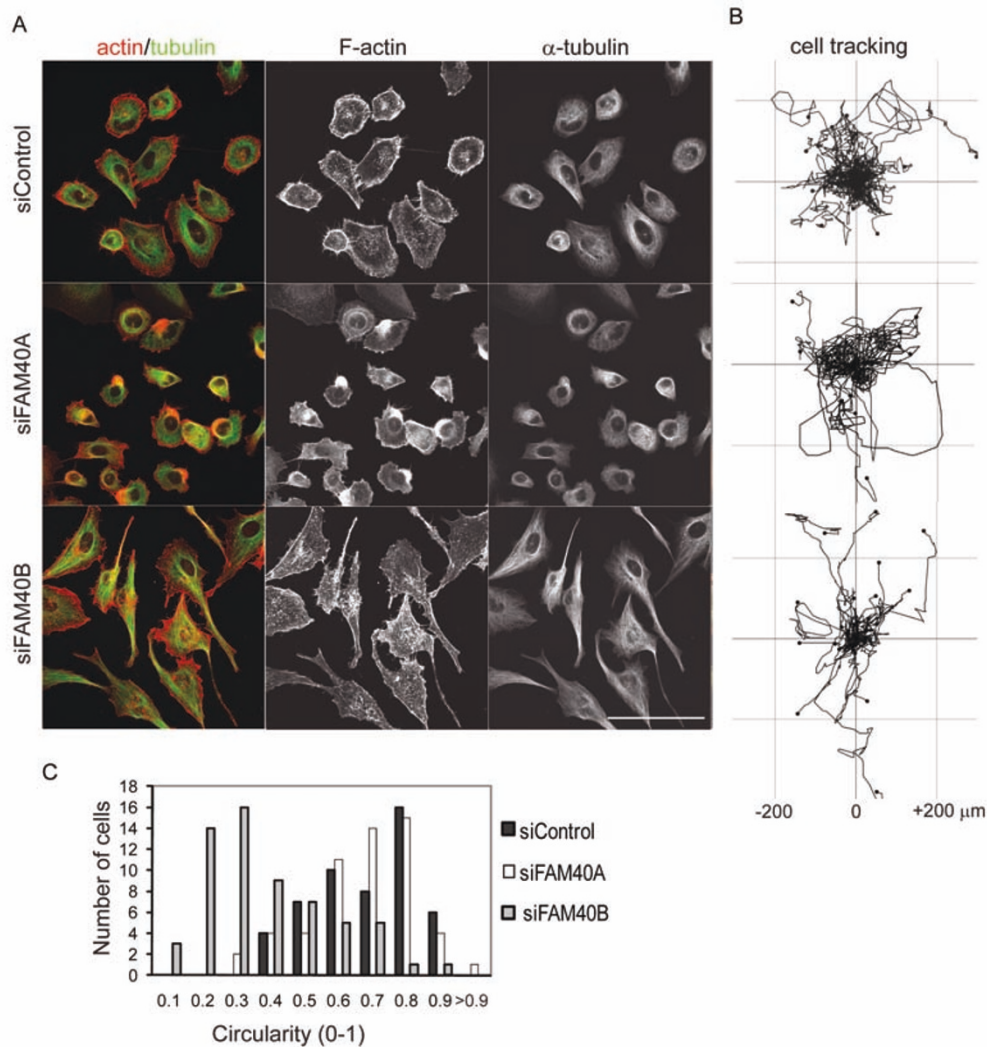 A
B
actin/tubulin
F-actin
α-tubulin
cell tracking
siControl
siFAM40A
siFAM40B
-200
0
+200 μm
C
Number of cells
18
16
14
12
10
8
6
4
2
0
0.1 0.2 0.3 0.4 0.5 0.6 0.7 0.8 0.9 >0.9
Circularity (0-1)
siControl
siFAM40A
siFAM40B